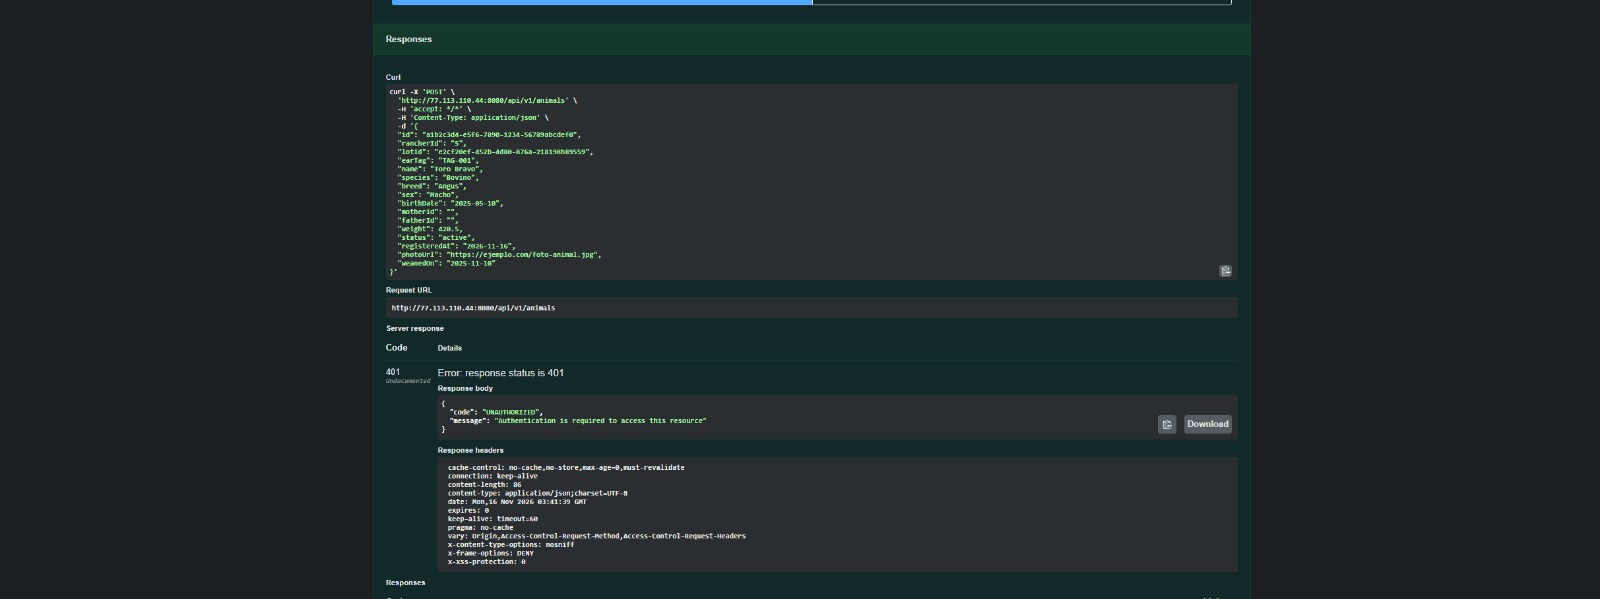 Responses
Curl
curl -X 'POST' \
'http://77.113.110.44:8080/api/v1/animals' \
-H 'accept: */*' \
-H 'Content-Type: application/json' \
-d '{
"id": "a1b2c3d4-e5f6-7890-1234-56789abcdef0",
"rancherId": "5",
"lotId": "e2cf20ef-452b-4d80-876a-218198b89559",
"earTag": "TAG-001",
"name": "Toro Bravo",
"species": "Bovino",
"breed": "Angus",
"sex": "Macho",
"birthDate": "2025-05-10",
"motherId": "",
"fatherId": "",
"weight": 420.5,
"status": "active",
"registeredAt": "2026-11-16",
"photoUrl": "https://ejemplo.com/foto-animal.jpg",
"weanedOn": "2025-11-10"
}'
Request URL
http://77.113.110.44:8080/api/v1/animals
Server response
Code Details
401 Error: response status is 401
Undocumented
Response body
{
"code": "UNAUTHORIZED",
"message": "Authentication is required to access this resource"
}
Download
Response headers
cache-control: no-cache,no-store,max-age=0,must-revalidate
connection: keep-alive
content-length: 86
content-type: application/json;charset=UTF-8
date: Mon,16 Nov 2026 03:41:39 GMT
expires: 0
keep-alive: timeout=60
pragma: no-cache
vary: Origin,Access-Control-Request-Method,Access-Control-Request-Headers
x-content-type-options: nosniff
x-frame-options: DENY
x-xss-protection: 0
Responses